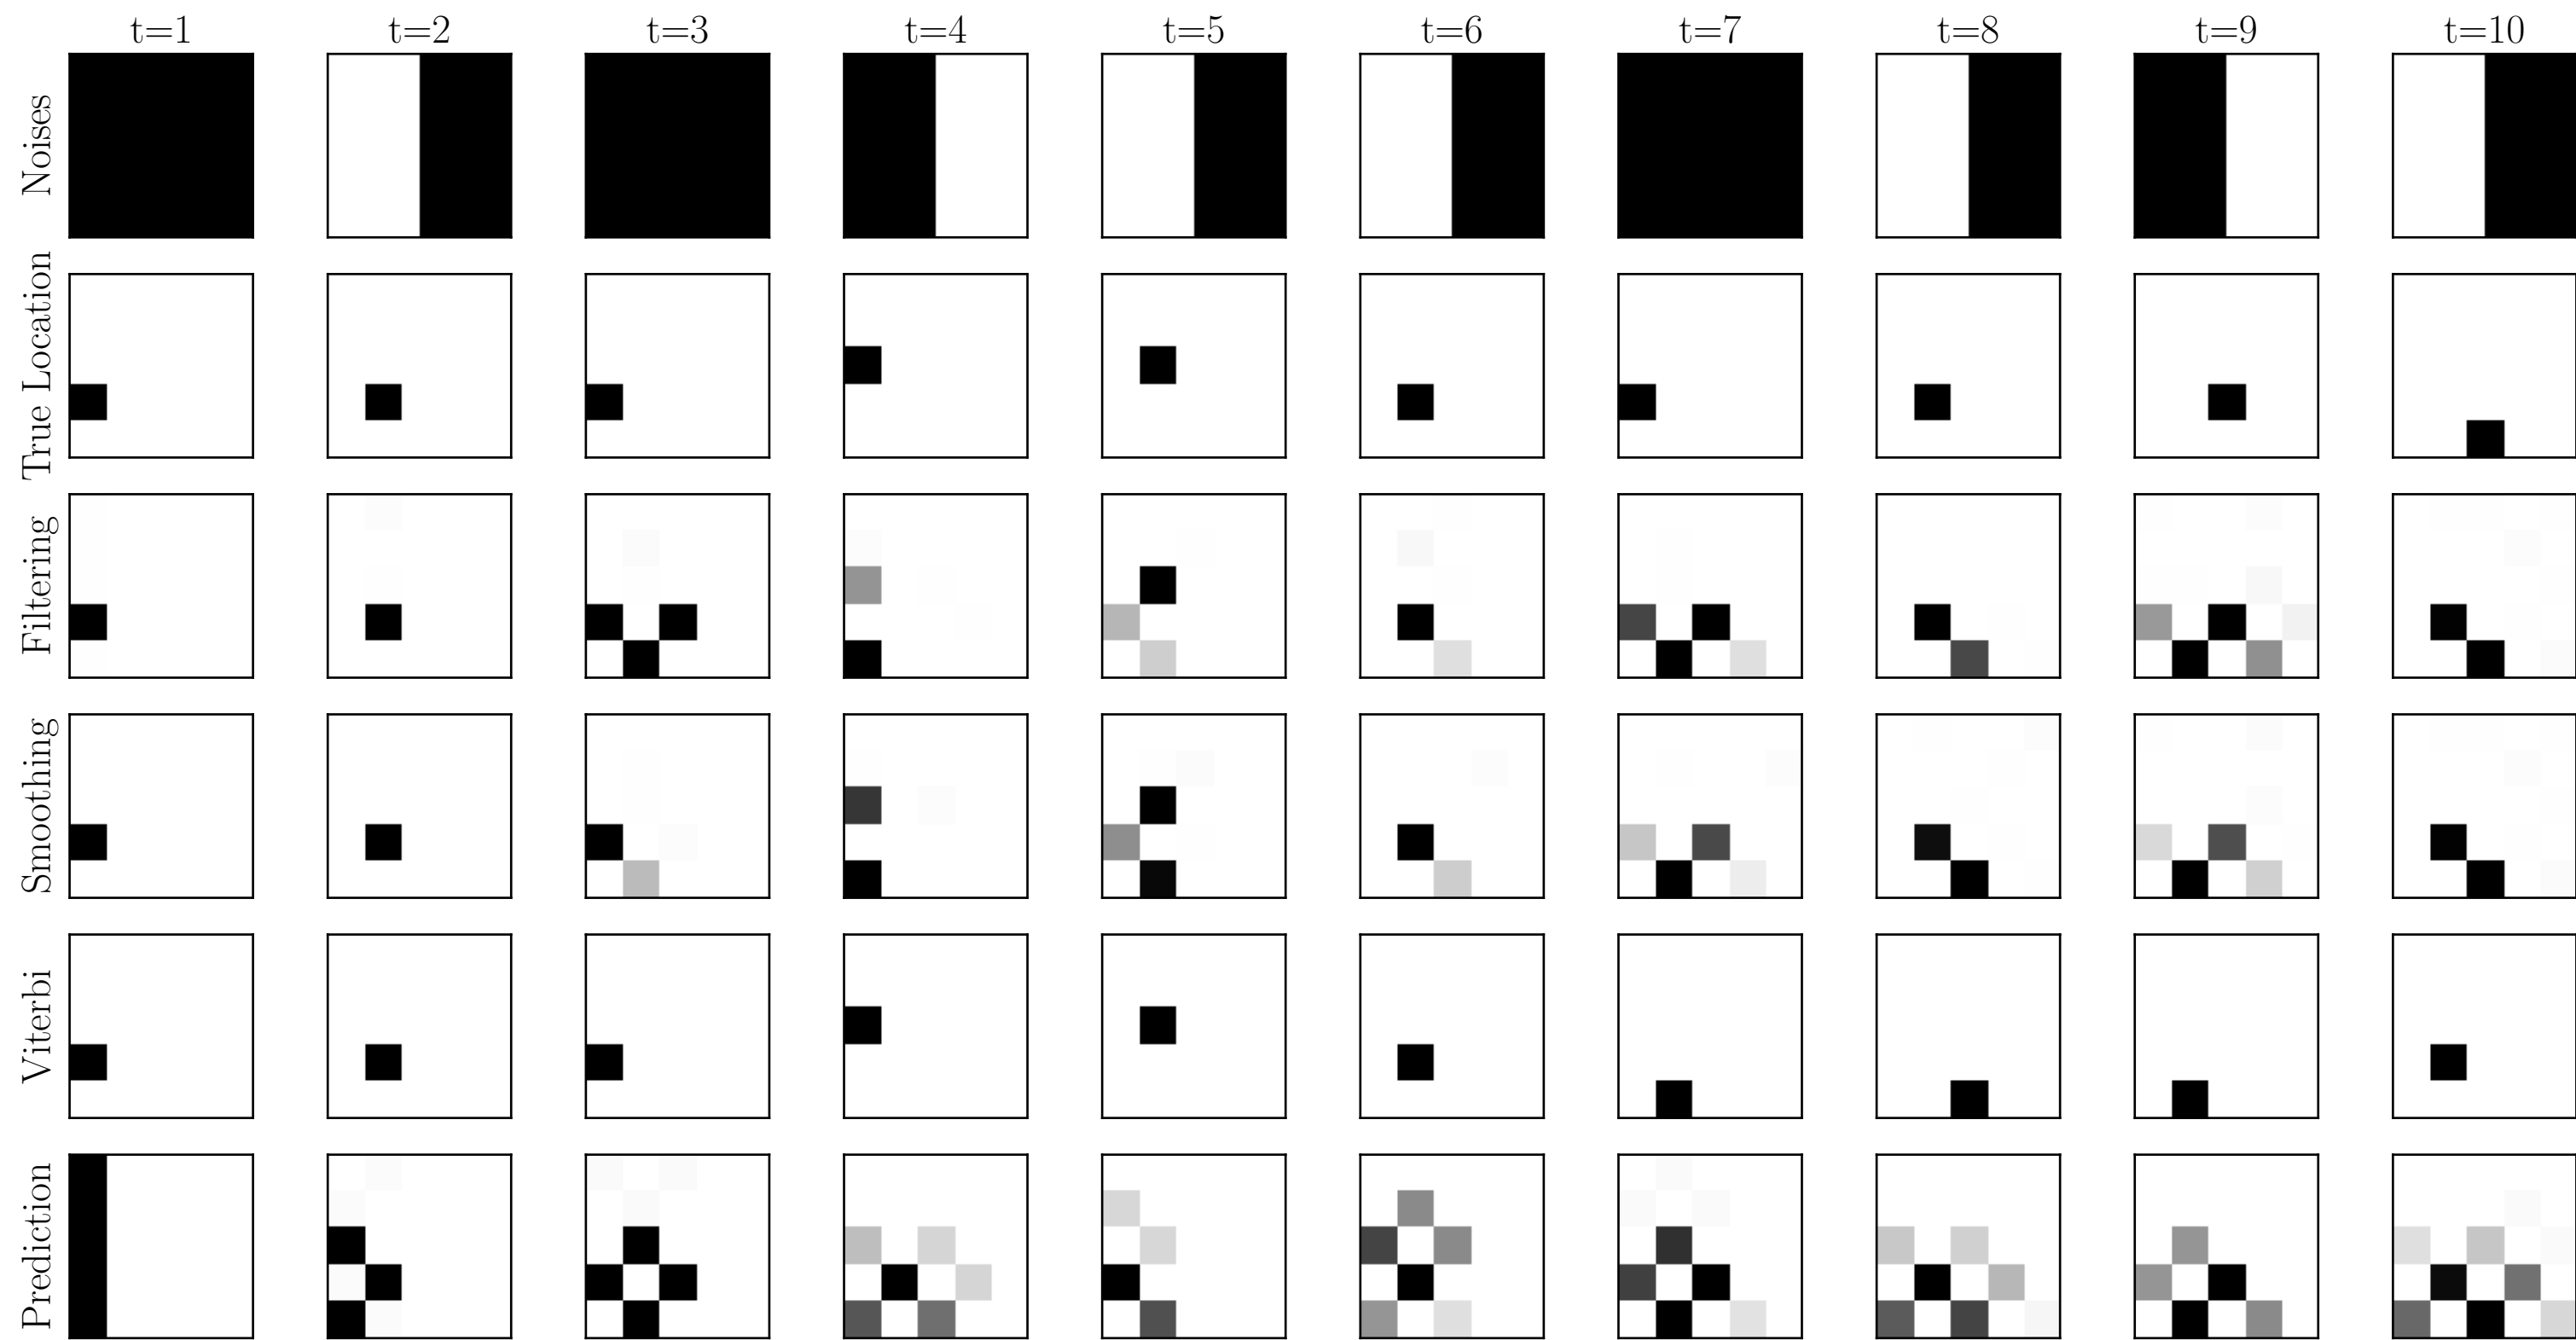 t=1 t=2 t=3 t=4 t=5 t=6 t=7 t=8 t=9 t=10
Noises
True Location
Filtering
Smoothing
Viterbi
Prediction